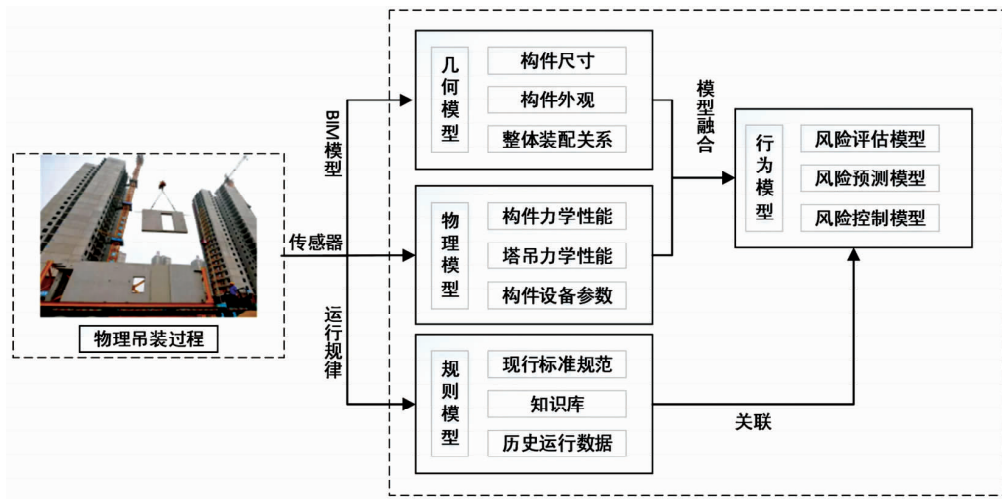 物理吊装过程
传感器
BIM模型
运行规律
几何模型
构件尺寸
构件外观
整体装配关系
物理模型
构件力学性能
塔吊力学性能
构件设备参数
规则模型
现行标准规范
知识库
历史运行数据
模型融合
关联
行为模型
风险评估模型
风险预测模型
风险控制模型